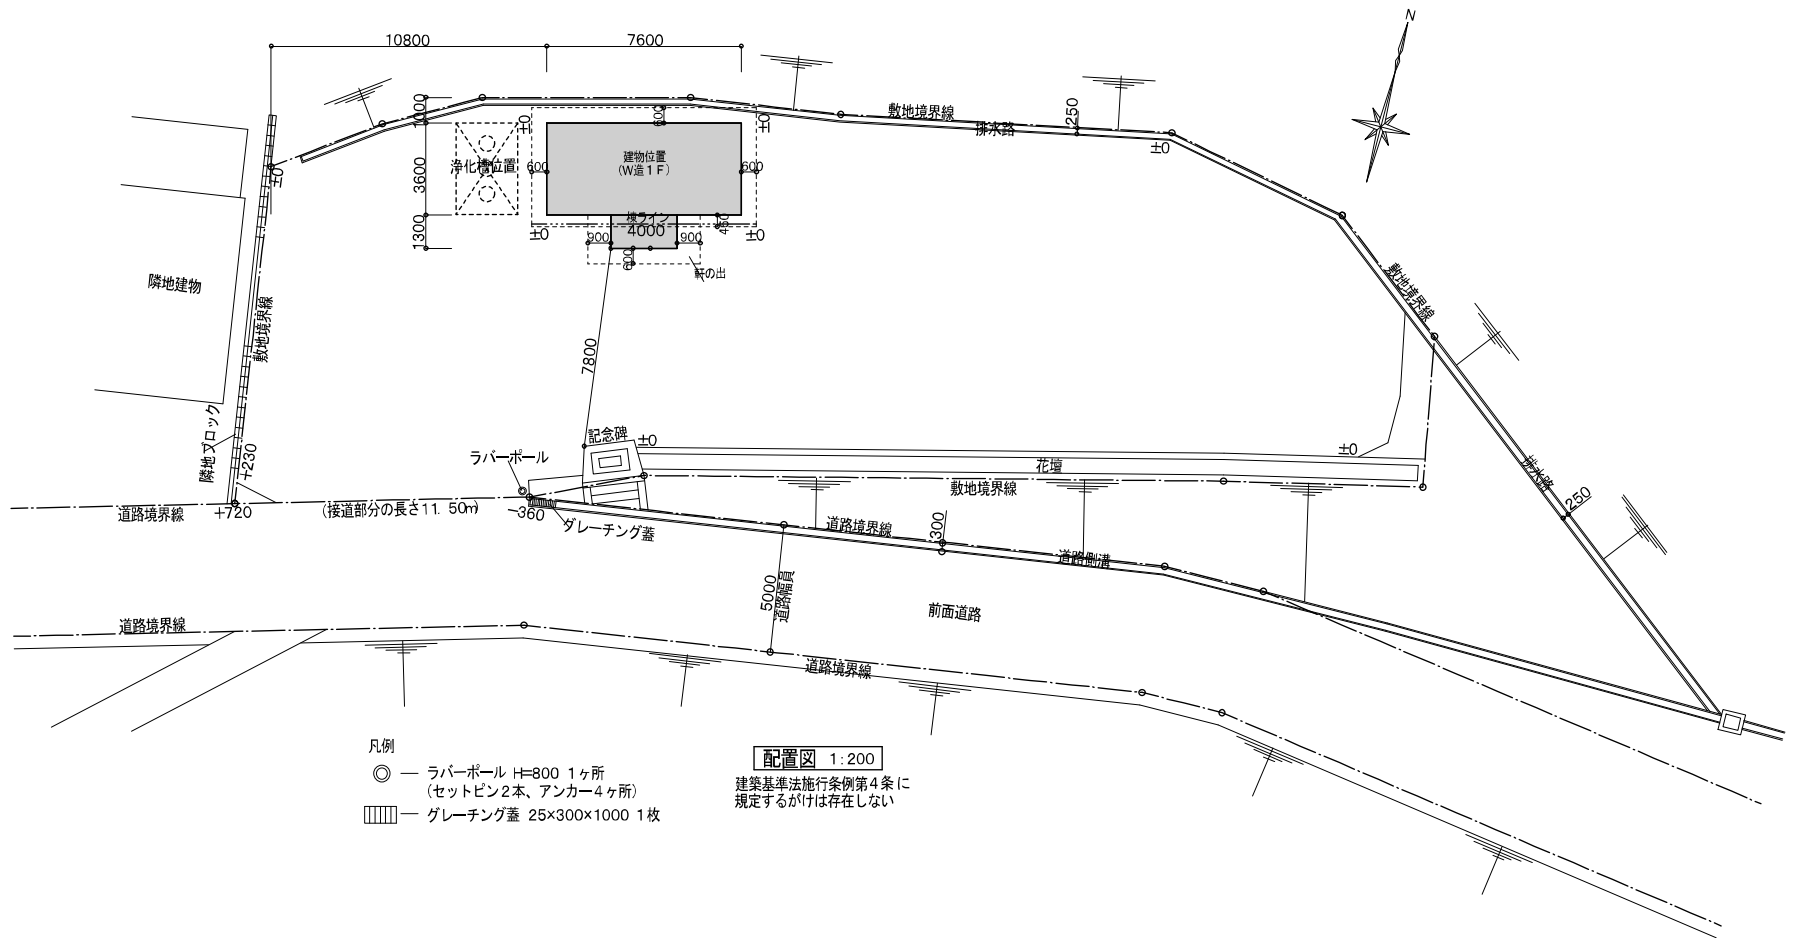 10800
7600
N
1000
600
±0
±0
敷地境界線
排水路
250
±0
浄化槽位置
建物位置
(W造1F)
600
600
3600
±0
棟ライン
4000
450
1300
±0
±0
900
900
600
軒の出
隣地建物
敷地境界線
敷地境界線
7800
隣地ブロック
+230
記念碑
±0
±0
ラバーポール
花壇
排水路
250
敷地境界線
道路境界線
+720
(接道部分の長さ11.50m)
-360
グレーチング蓋
道路境界線
300
道路側溝
5000
道路幅員
前面道路
道路境界線
道路境界線
凡例
ラバーポール H=800 1ヶ所
(セットピン2本、アンカー4ヶ所)
グレーチング蓋 25×300×1000 1枚
配置図 1:200
建築基準法施行条例第4条に
規定するがけは存在しない